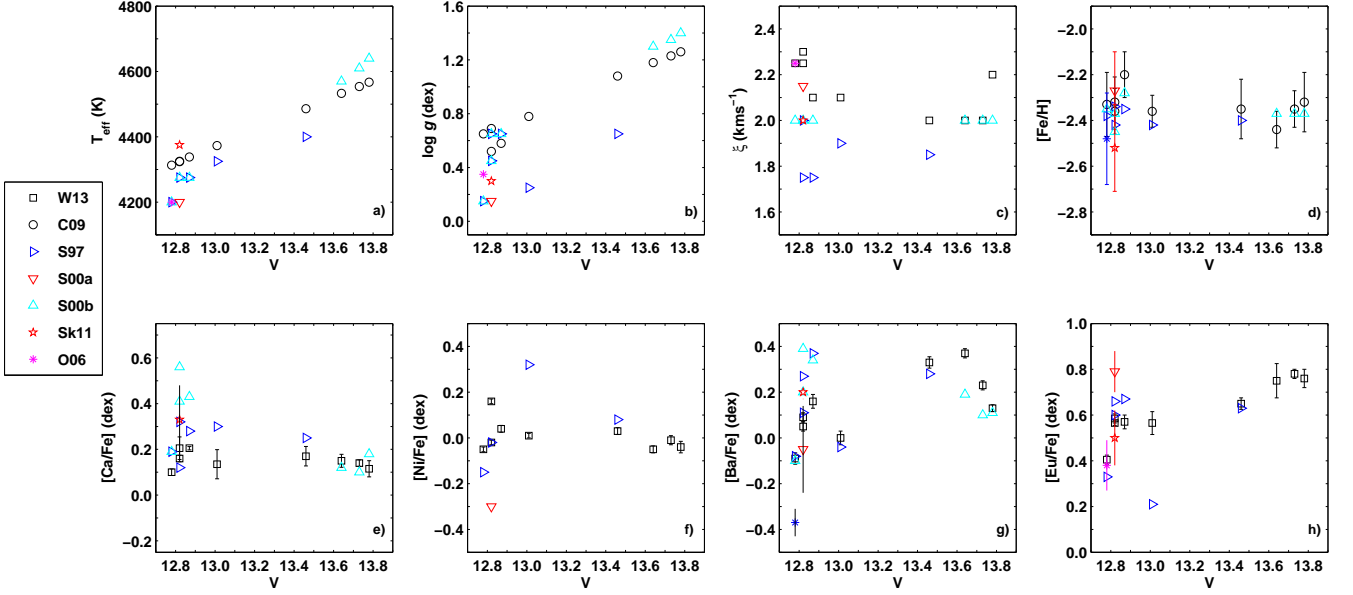 W13
C09
S97
S00a
S00b
Sk11
O06
T_eff (K)
4800
4600
4400
4200
12.8 13.0 13.2 13.4 13.6 13.8
V
a)
log g (dex)
1.6
1.2
0.8
0.4
0.0
12.8 13.0 13.2 13.4 13.6 13.8
V
b)
ξ (kms⁻¹)
2.4
2.2
2.0
1.8
1.6
12.8 13.0 13.2 13.4 13.6 13.8
V
c)
[Fe/H]
−2.0
−2.2
−2.4
−2.6
−2.8
12.8 13.0 13.2 13.4 13.6 13.8
V
d)
[Ca/Fe] (dex)
0.6
0.4
0.2
0.0
−0.2
12.8 13.0 13.2 13.4 13.6 13.8
V
e)
[Ni/Fe] (dex)
0.4
0.2
0.0
−0.2
−0.4
12.8 13.0 13.2 13.4 13.6 13.8
V
f)
[Ba/Fe] (dex)
0.4
0.2
0.0
−0.2
−0.4
12.8 13.0 13.2 13.4 13.6 13.8
V
g)
[Eu/Fe] (dex)
1.0
0.8
0.6
0.4
0.2
0.0
12.8 13.0 13.2 13.4 13.6 13.8
V
h)